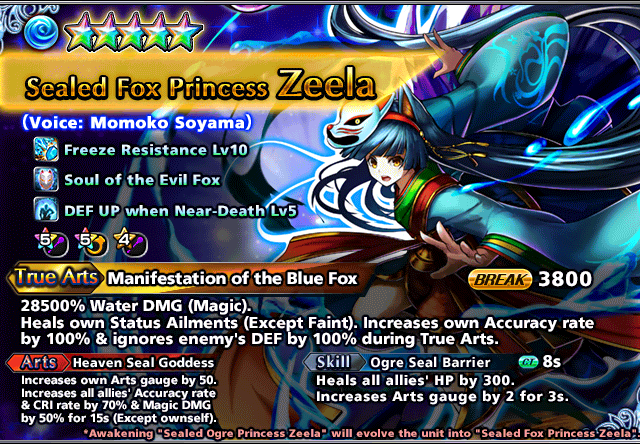 Sealed Fox Princess Zeela
(Voice: Momoko Soyama)
Freeze Resistance Lv10
Soul of the Evil Fox
DEF UP when Near-Death Lv5
5 5 4
True Arts Manifestation of the Blue Fox BREAK 3800
28500% Water DMG (Magic).
Heals own Status Ailments (Except Faint). Increases own Accuracy rate
by 100% & ignores enemy's DEF by 100% during True Arts.
Arts Heaven Seal Goddess
Increases own Arts gauge by 50.
Increases all allies' Accuracy rate
& CRI rate by 70% & Magic DMG
by 50% for 15s (Except ownself).
Skill Ogre Seal Barrier CT 8s
Heals all allies' HP by 300.
Increases Arts gauge by 2 for 3s.
*Awakening "Sealed Ogre Princess Zeela" will evolve the unit into "Sealed Fox Princess Zeela"